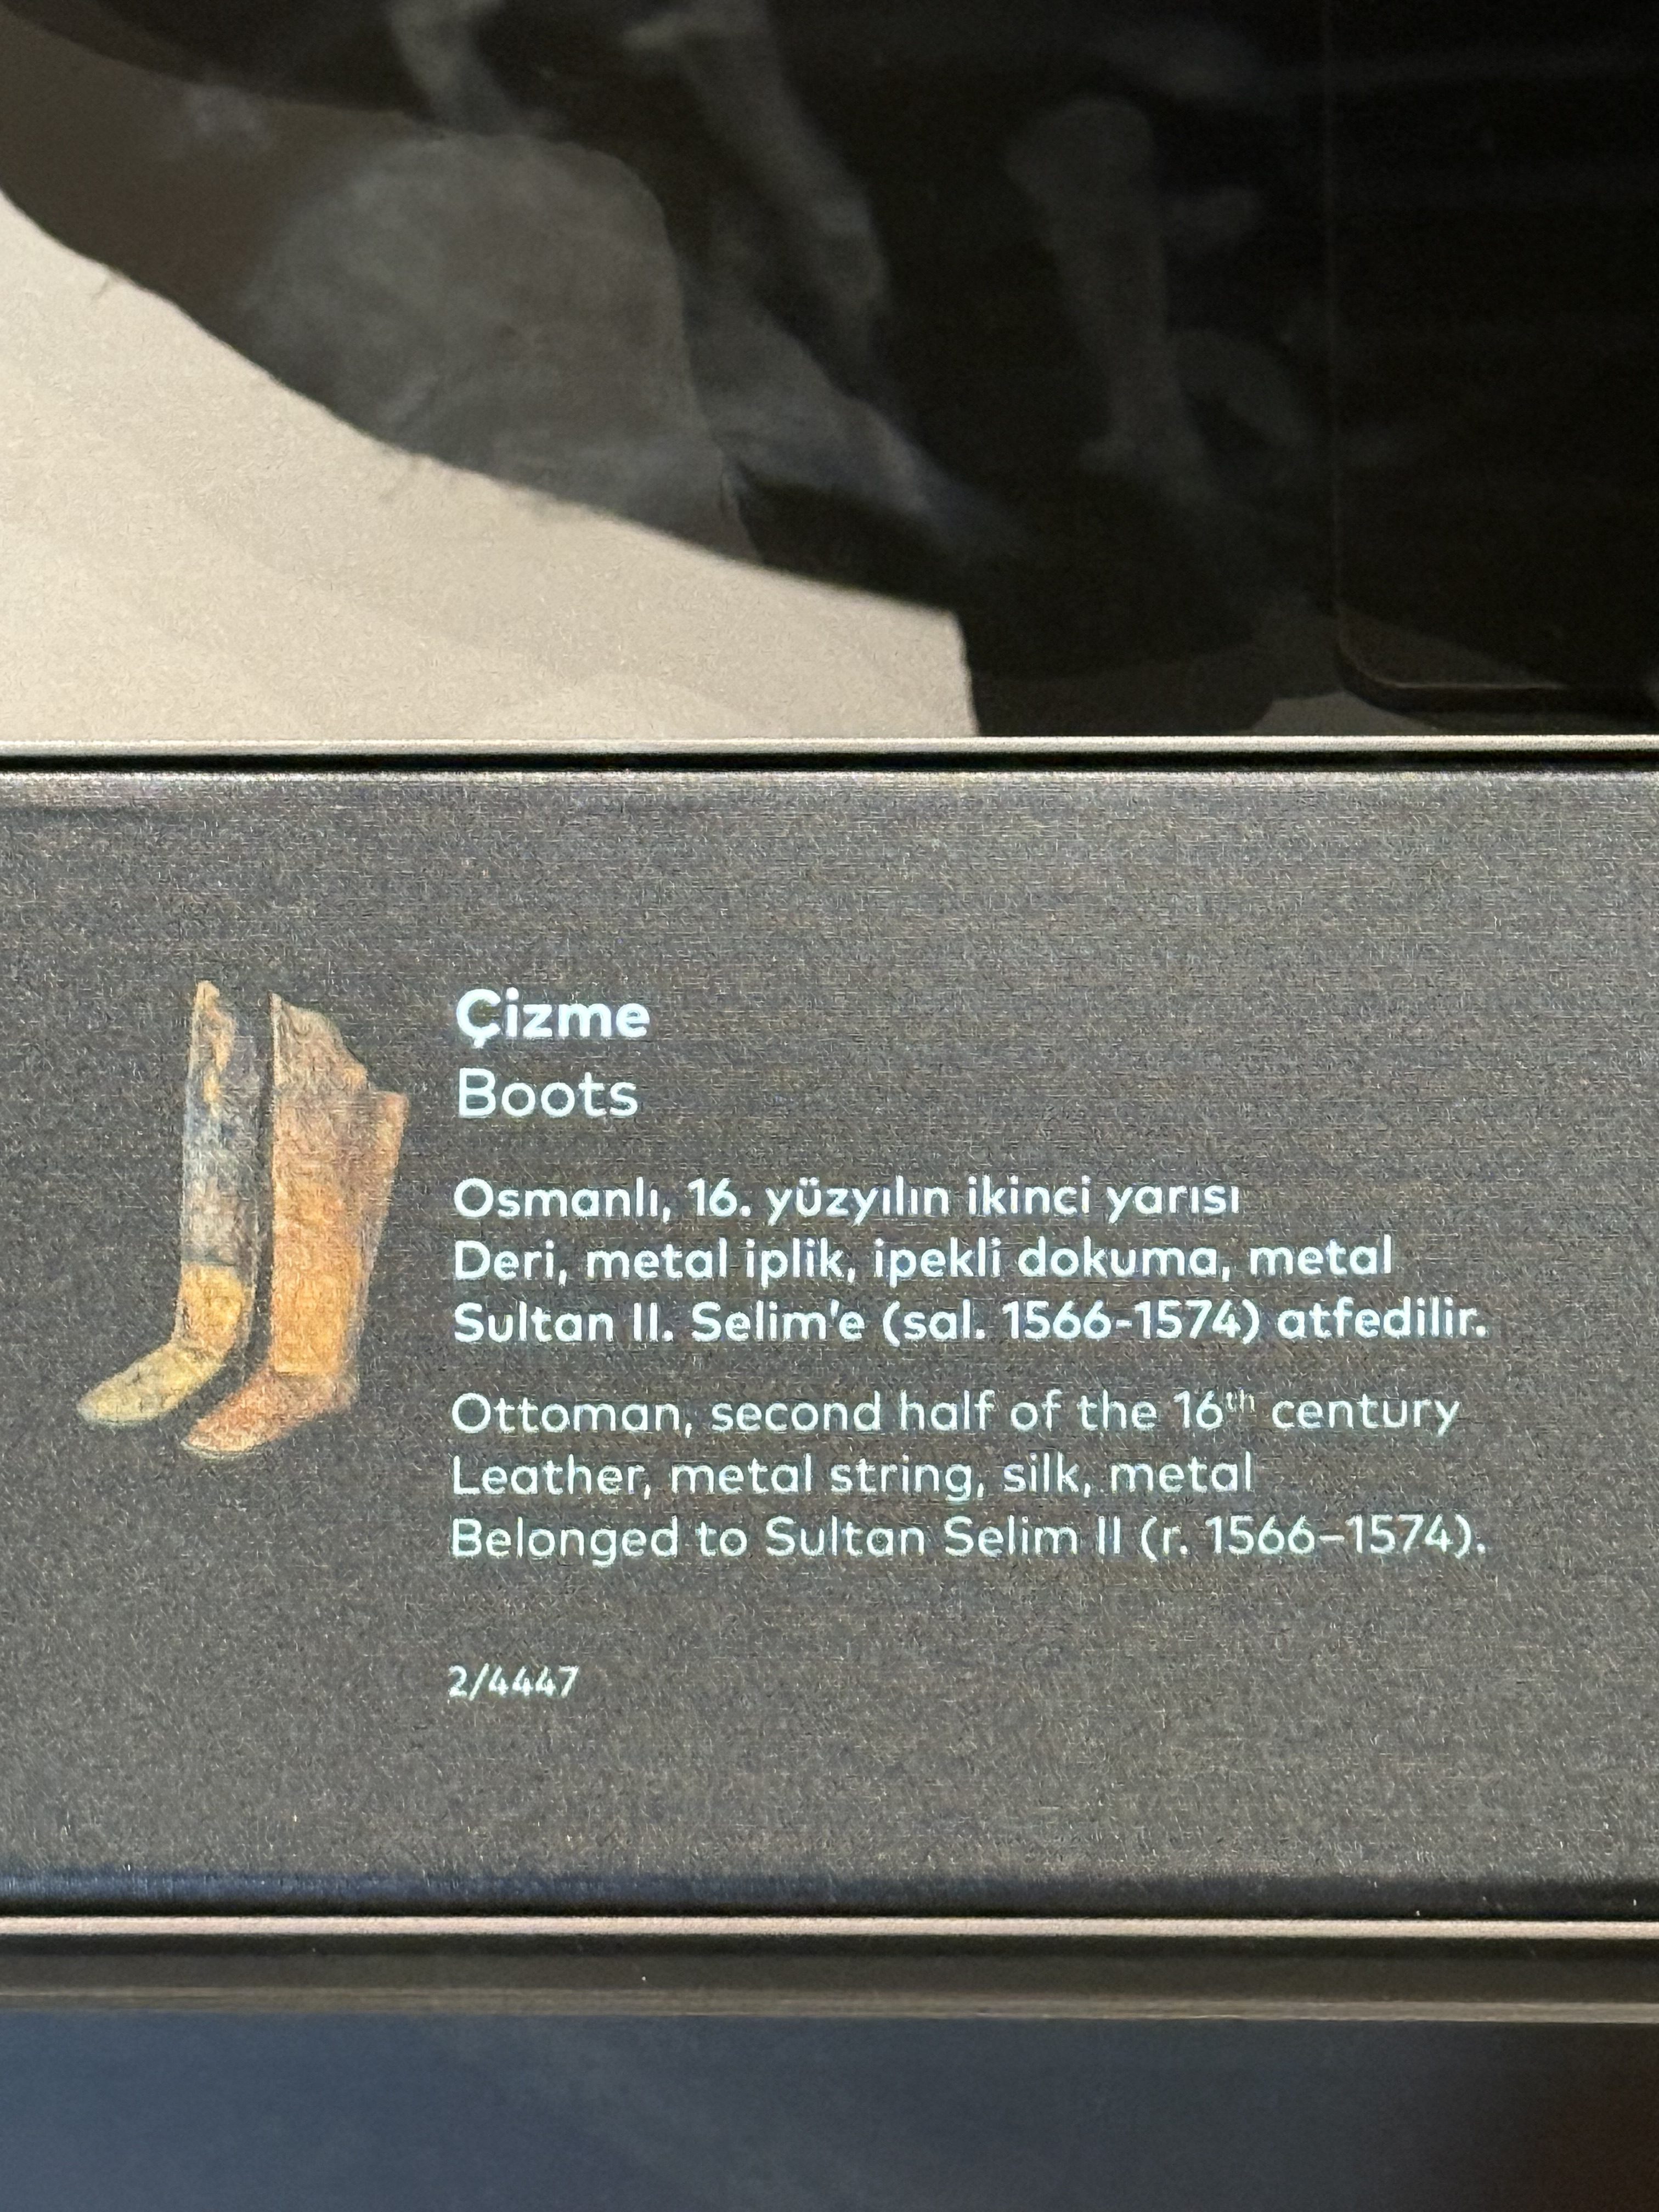 Çizme
Boots
Osmanlı, 16. yüzyılın ikinci yarısı
Deri, metal iplik, ipekli dokuma, metal
Sultan II. Selim'e (sal. 1566-1574) atfedilir.
Ottoman, second half of the 16th century
Leather, metal string, silk, metal
Belonged to Sultan Selim II (r. 1566–1574).
2/4447